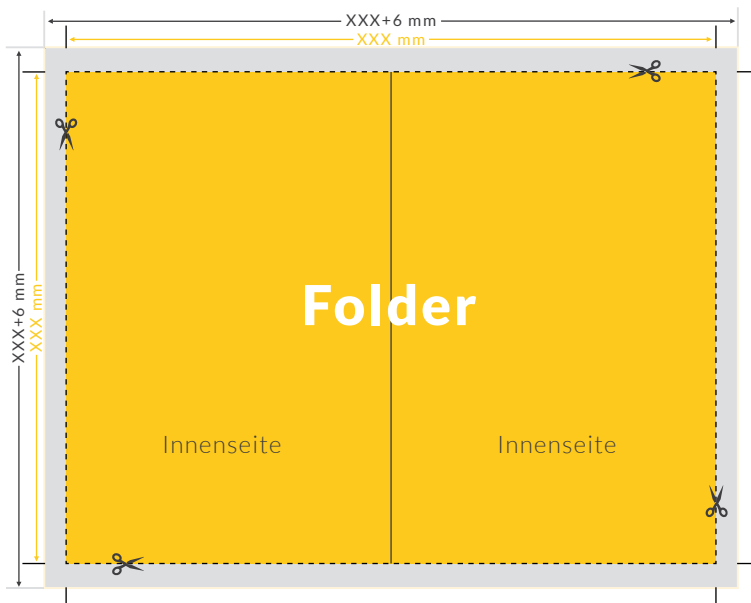 XXX+6 mm
XXX mm
XXX+6 mm
XXX mm
Folder
Innenseite
Innenseite